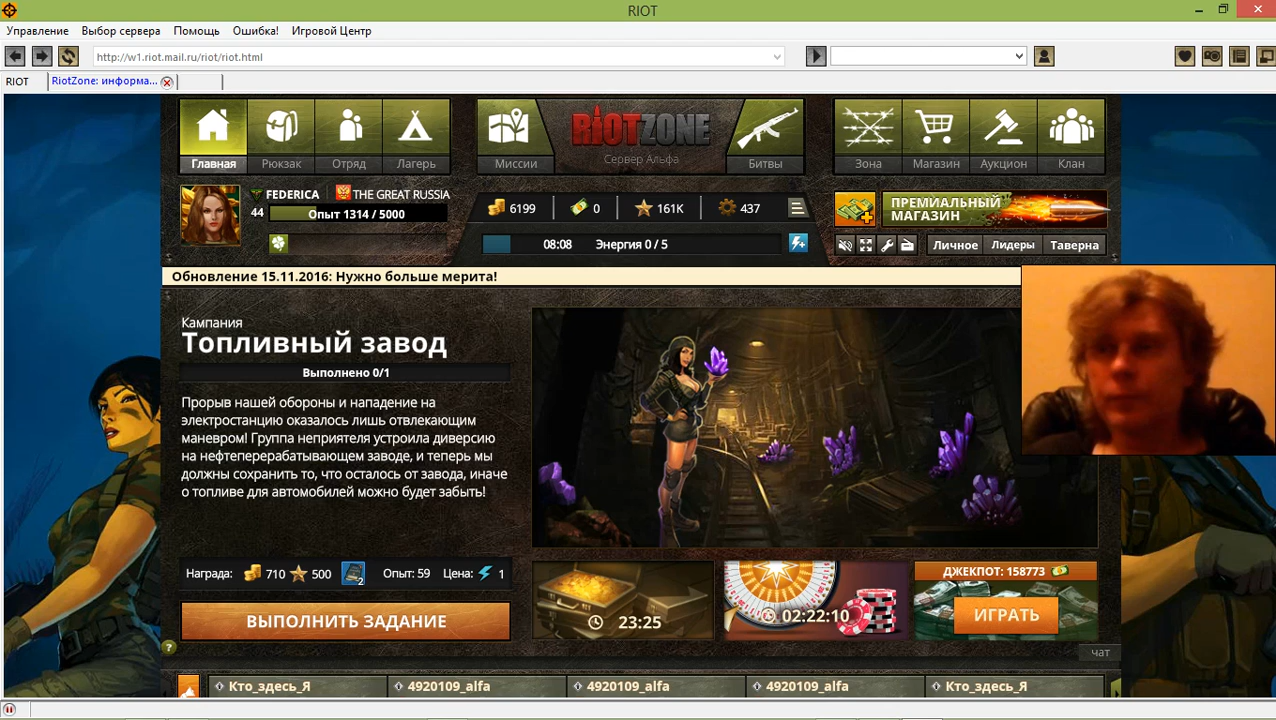 RIOT
Управление Выбор сервера Помощь Ошибка! Игровой Центр
http://w1.riot.mail.ru/riot/riot.html
RIOT RiotZone: информа...
RIOTZONE
Сервер Альфа
Главная Рюкзак Отряд Лагерь Миссии Битвы Зона Магазин Аукцион Клан
FEDERICA THE GREAT RUSSIA
44 Опыт 1314 / 5000
6199 0 161K 437
08:08 Энергия 0 / 5
ПРЕМИАЛЬНЫЙ
МАГАЗИН
Личное Лидеры Таверна
Обновление 15.11.2016: Нужно больше мерита!
Кампания
Топливный завод
Выполнено 0/1
Прорыв нашей обороны и нападение на
электростанцию оказалось лишь отвлекающим
маневром! Группа неприятеля устроила диверсию
на нефтеперерабатывающем заводе, и теперь мы
должны сохранить то, что осталось от завода, иначе
о топливе для автомобилей можно будет забыть!
Награда: 710 500 2 Опыт: 59 Цена: 1
ВЫПОЛНИТЬ ЗАДАНИЕ
23:25
02:22:10
ДЖЕКПОТ: 158773
ИГРАТЬ
?
чат
Кто_здесь_Я 4920109_alfa 4920109_alfa 4920109_alfa Кто_здесь_Я